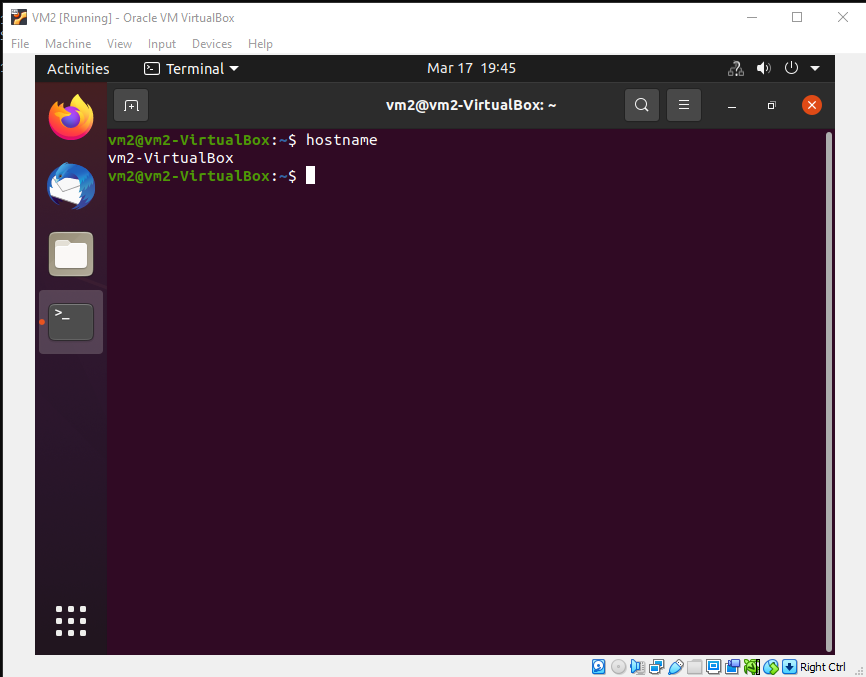 VM2 [Running] - Oracle VM VirtualBox
File Machine View Input Devices Help
Activities Terminal Mar 17 19:45
vm2@vm2-VirtualBox: ~
vm2@vm2-VirtualBox:~$ hostname
vm2-VirtualBox
vm2@vm2-VirtualBox:~$
>_
Right Ctrl